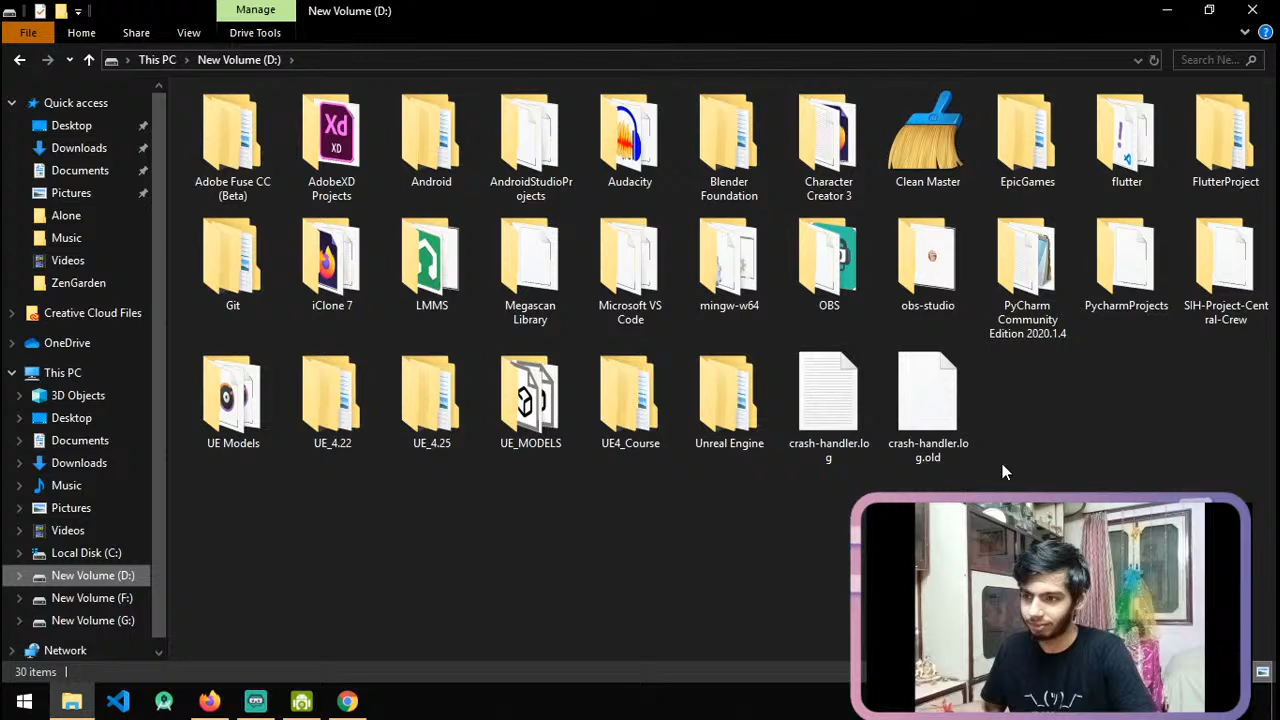 Manage
New Volume (D:)
File
Home
Share
View
Drive Tools
This PC
New Volume (D:)
Search Ne...
Quick access
Desktop
Downloads
Documents
Pictures
Alone
Music
Videos
ZenGarden
Creative Cloud Files
OneDrive
This PC
3D Objects
Desktop
Documents
Downloads
Music
Pictures
Videos
Local Disk (C:)
New Volume (D:)
New Volume (F:)
New Volume (G:)
Network
Xd
XD
Adobe Fuse CC
(Beta)
AdobeXD
Projects
Android
AndroidStudioPr
ojects
Audacity
Blender
Foundation
Character
Creator 3
Clean Master
EpicGames
flutter
FlutterProject
Git
iClone 7
LMMS
Megascan
Library
Microsoft VS
Code
mingw-w64
OBS
obs-studio
PyCharm
Community
Edition 2020.1.4
PycharmProjects
SIH-Project-Cent
ral-Crew
UE Models
UE_4.22
UE_4.25
UE_MODELS
UE4_Course
Unreal Engine
crash-handler.lo
g
crash-handler.lo
g.old
30 items
¯\_(ツ)_/¯